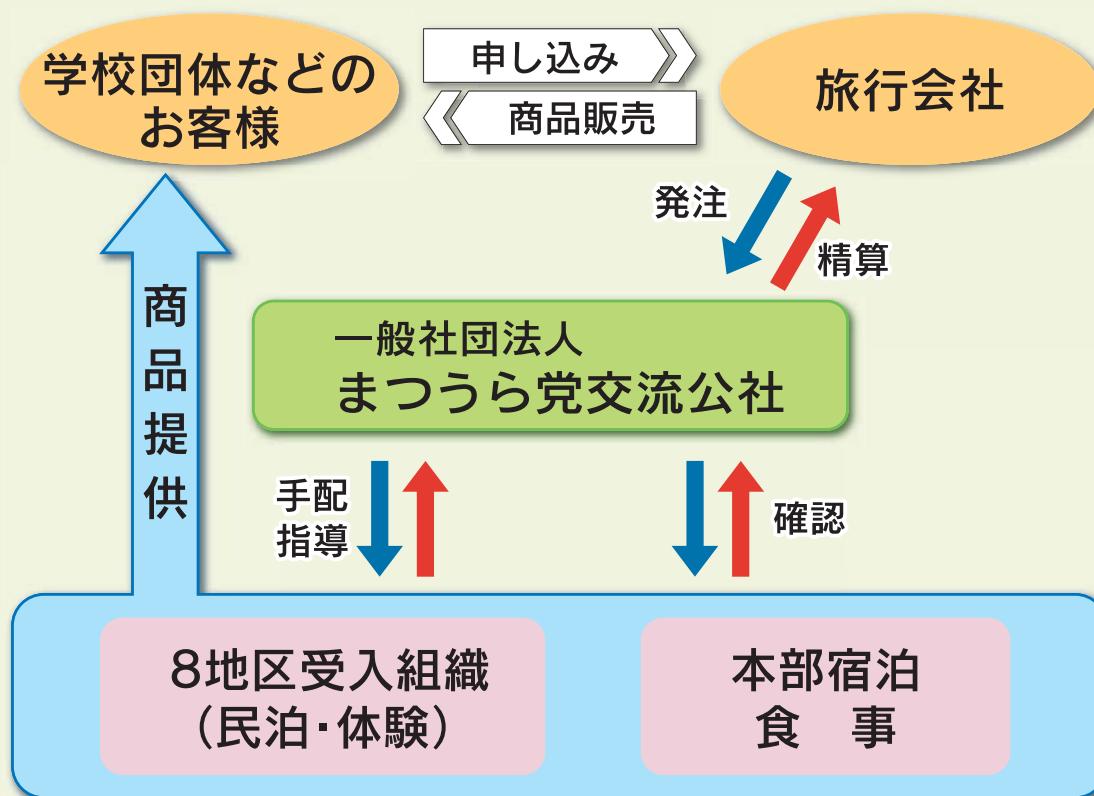 学校団体などの
お客様
申し込み
商品販売
旅行会社
発注
精算
一般社団法人
まつうら党交流公社
商品提供
手配
指導
確認
8地区受入組織
（民泊・体験）
本部宿泊
食　事